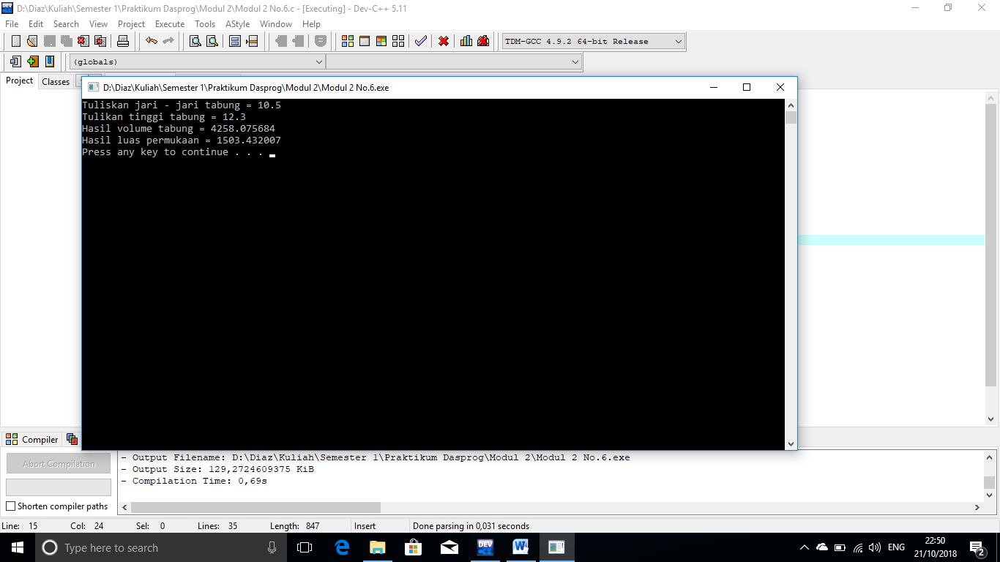 D:\Diaz\Kuliah\Semester 1\Praktikum Dasprog\Modul 2\Modul 2 No.6.c - [Executing] - Dev-C++ 5.11
File Edit Search View Project Execute Tools AStyle Window Help
TDM-GCC 4.9.2 64-bit Release
(globals)
Project Classes
D:\Diaz\Kuliah\Semester 1\Praktikum Dasprog\Modul 2\Modul 2 No.6.exe
Tuliskan jari - jari tabung = 10.5
Tulikan tinggi tabung = 12.3
Hasil volume tabung = 4258.075684
Hasil luas permukaan = 1503.432007
Press any key to continue . . .
Compiler
Abort Compilation
Shorten compiler paths
- Output Filename: D:\Diaz\Kuliah\Semester 1\Praktikum Dasprog\Modul 2\Modul 2 No.6.exe
- Output Size: 129,2724609375 KiB
- Compilation Time: 0,69s
Line: 15 Col: 24 Sel: 0 Lines: 35 Length: 847 Insert Done parsing in 0,031 seconds
Type here to search
DEV
ENG
22:50
21/10/2018
2